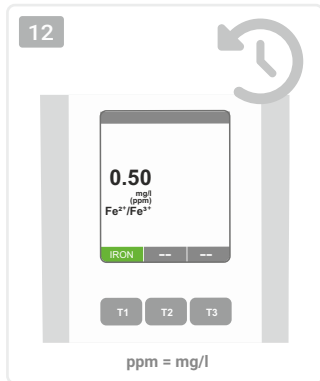 12
0.50
mg/l
(ppm)
Fe²⁺/Fe³⁺
IRON -- --
T1 T2 T3
ppm = mg/l